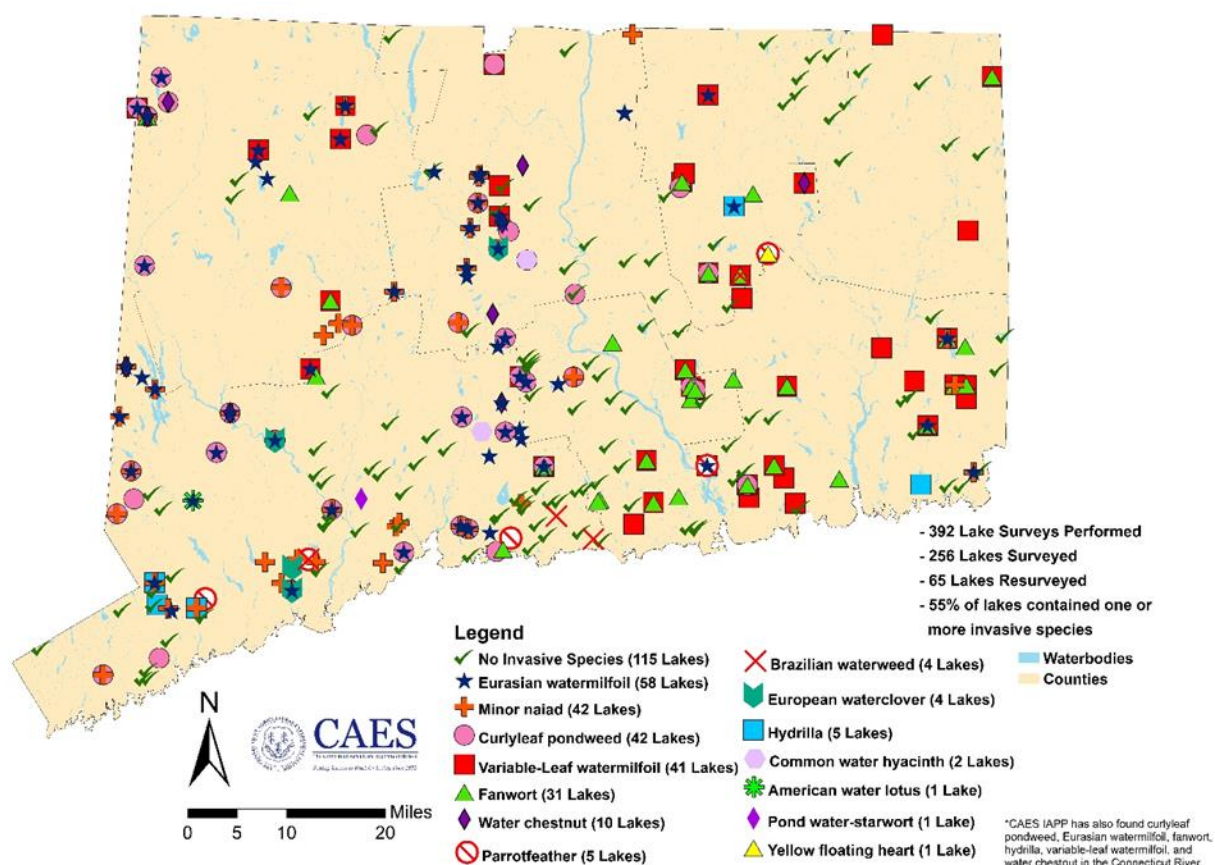 - 392 Lake Surveys Performed
- 256 Lakes Surveyed
- 65 Lakes Resurveyed
- 55% of lakes contained one or
more invasive species
Legend
No Invasive Species (115 Lakes)
Eurasian watermilfoil (58 Lakes)
Minor naiad (42 Lakes)
Curlyleaf pondweed (42 Lakes)
Variable-Leaf watermilfoil (41 Lakes)
Fanwort (31 Lakes)
Water chestnut (10 Lakes)
Parrotfeather (5 Lakes)
Brazilian waterweed (4 Lakes)
European waterclover (4 Lakes)
Hydrilla (5 Lakes)
Common water hyacinth (2 Lakes)
American water lotus (1 Lake)
Pond water-starwort (1 Lake)
Yellow floating heart (1 Lake)
Waterbodies
Counties
N
CAES
Miles
0 5 10 20
*CAES IAPP has also found curlyleaf
pondweed, Eurasian watermilfoil, fanwort,
hydrilla, variable-leaf watermilfoil, and
water chestnut in the Connecticut River